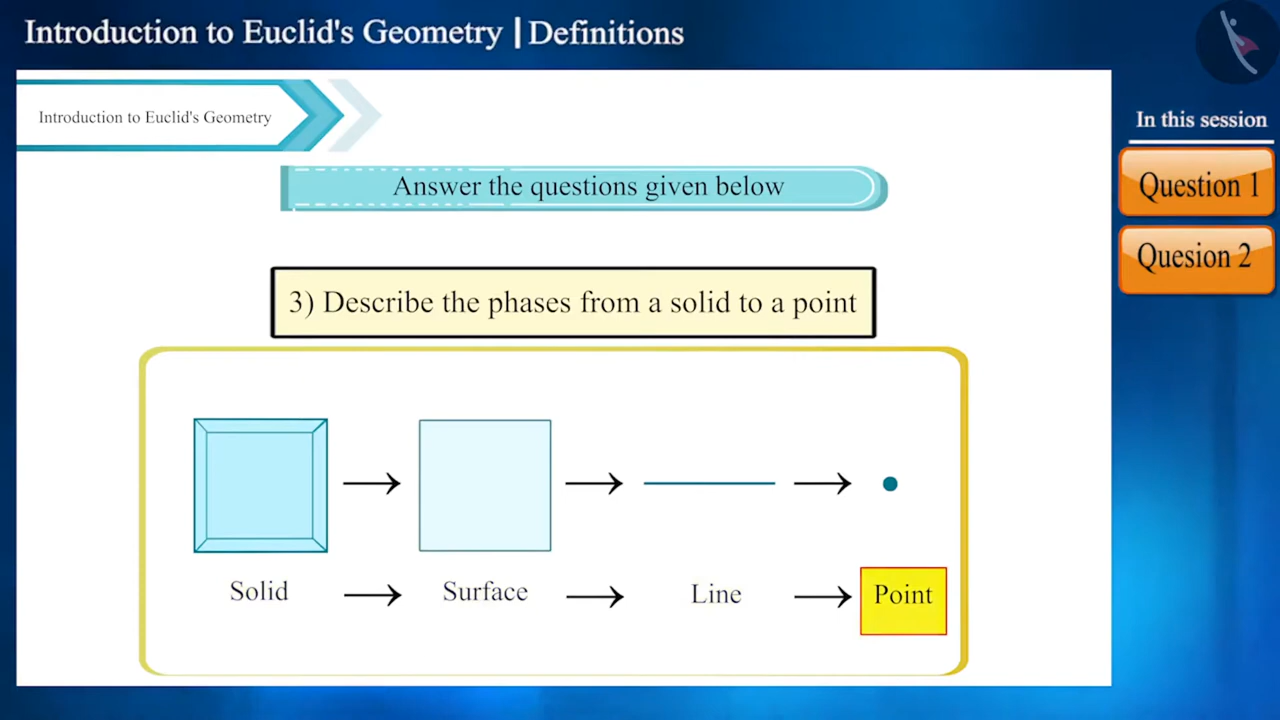 Introduction to Euclid's Geometry | Definitions
Introduction to Euclid's Geometry
In this session
Question 1
Quesion 2
Answer the questions given below
3) Describe the phases from a solid to a point
Solid → Surface → Line → Point